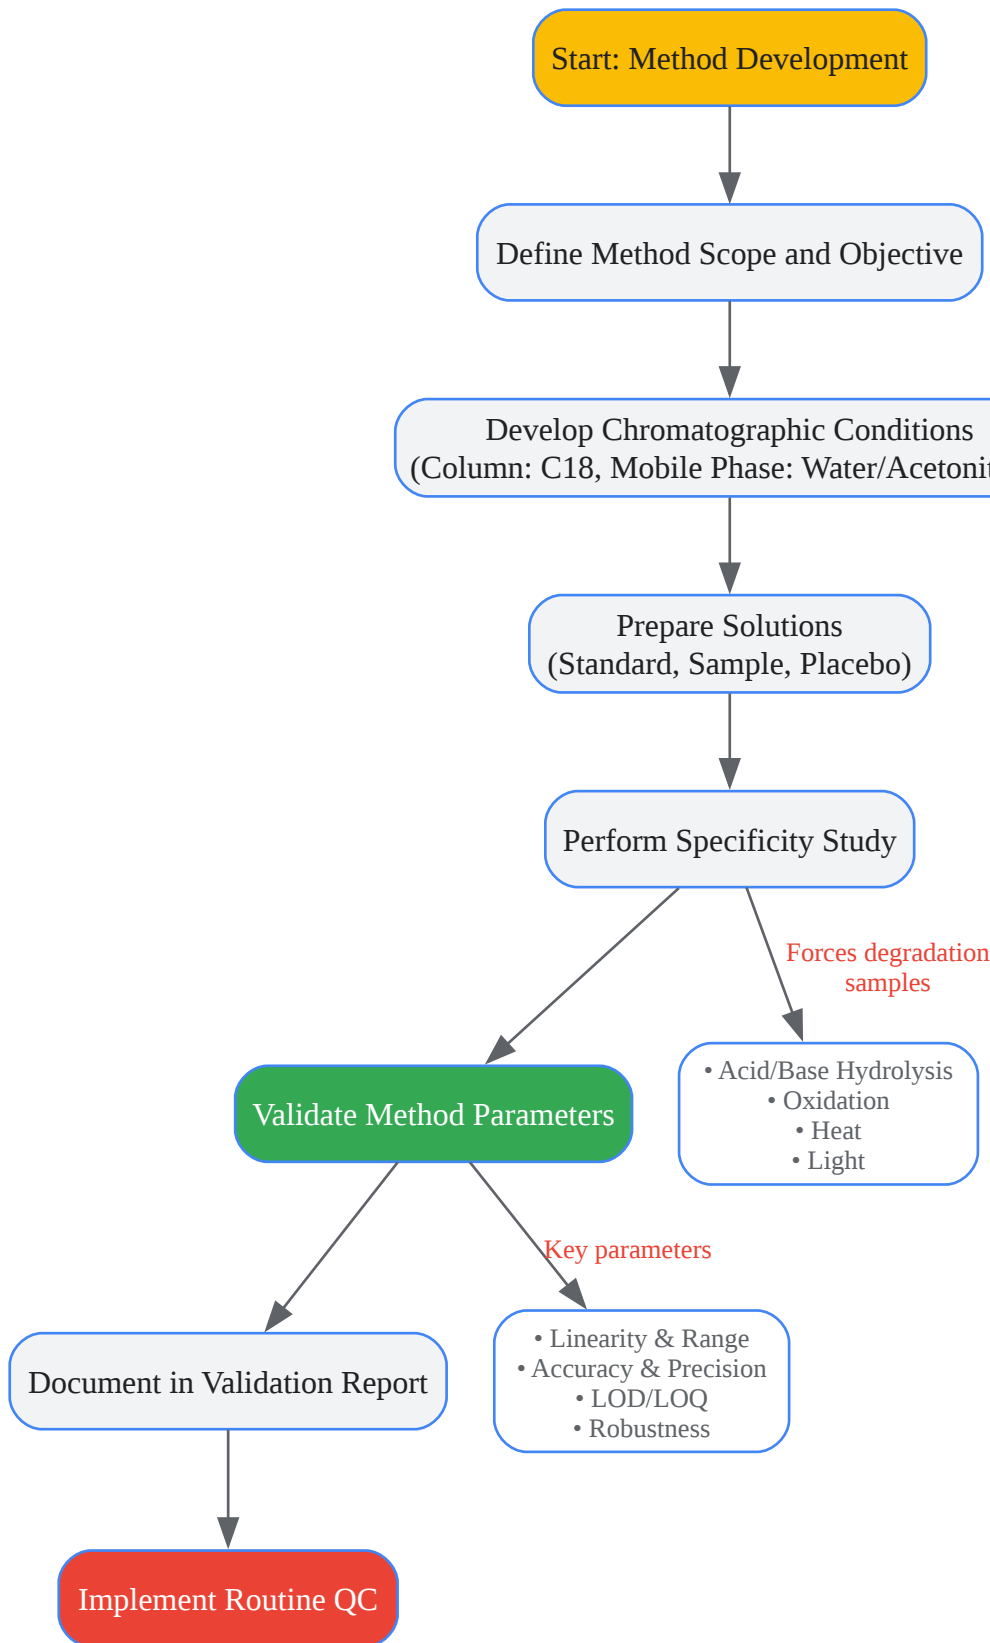 Start: Method Development
Define Method Scope and Objective
Develop Chromatographic Conditions
(Column: C18, Mobile Phase:
Prepare Solutions
(Standard, Sample, Placebo)
Perform Specificity Study
Forces degradation
samples
• Acid/Base Hydrolysis
• Oxidation
• Heat
• Light
Validate Method Parameters
Key parameters
• Linearity & Range
• Accuracy & Precision
• LOD/LOQ
• Robustness
Document in Validation Report
Implement Routine QC